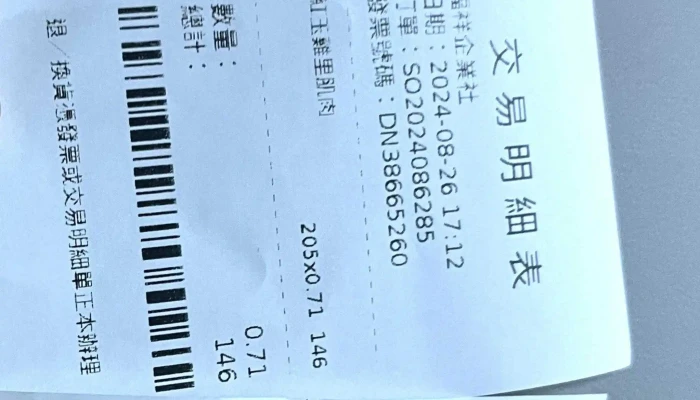 交易明細表
祥企業社
日期：2024-08-26 17:12
訂單：SO2024086285
發票號碼：DN38665260
紅玉雞里肌肉
205x0.71 146
數量： 0.71
總計： 146
退／換貨憑發票或交易明細單正本辦理